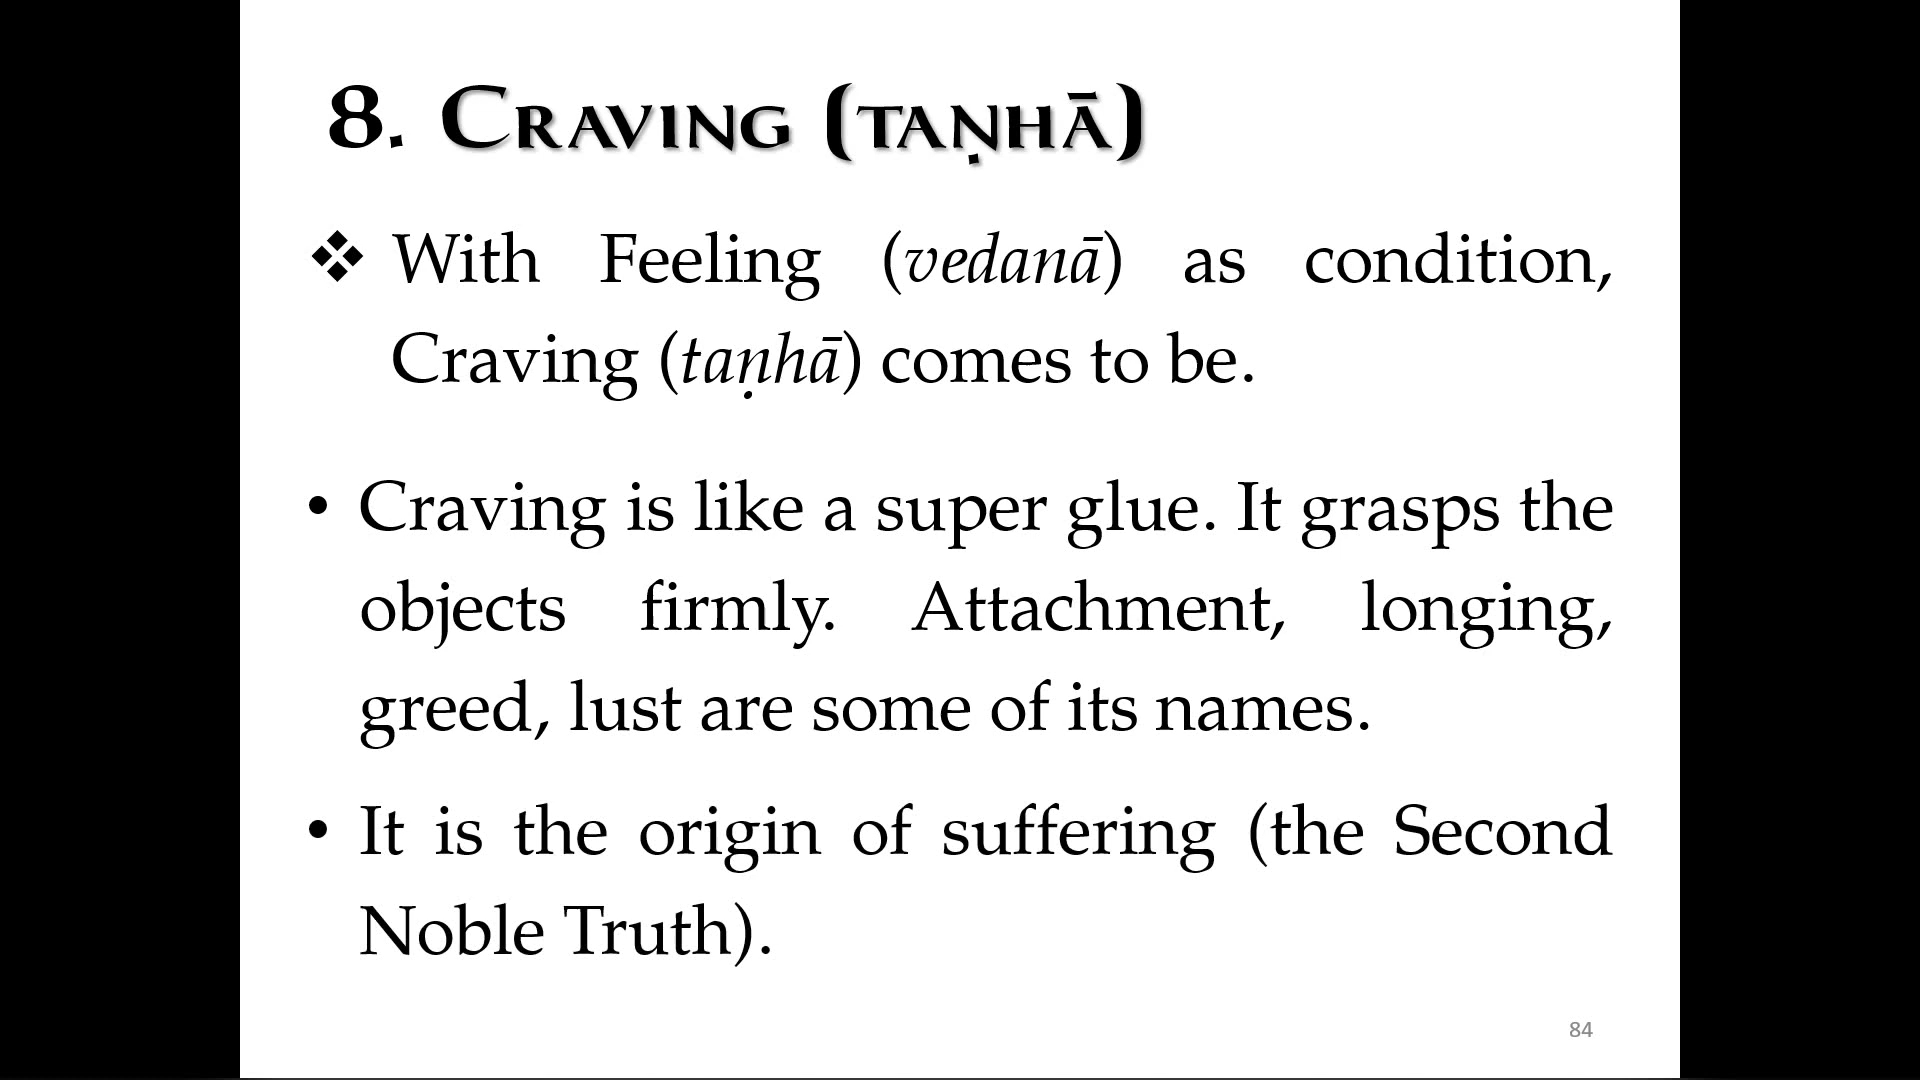 8. Craving (taṇhā)
❖ With Feeling (vedanā) as condition,
Craving (taṇhā) comes to be.
• Craving is like a super glue. It grasps the
objects firmly. Attachment, longing,
greed, lust are some of its names.
• It is the origin of suffering (the Second
Noble Truth).
84